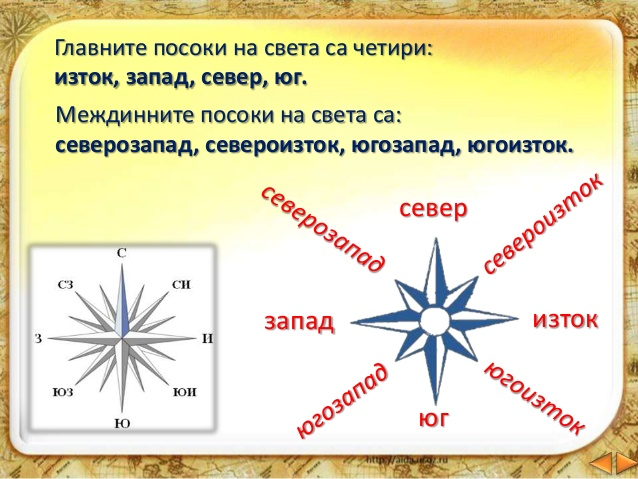 Главните посоки на света са четири:
изток, запад, север, юг.
Междинните посоки на света са:
северозапад, североизток, югозапад, югоизток.
северозапад
север
североизток
запад
изток
югозапад
юг
югоизток
С
СЗ
СИ
З
И
ЮЗ
ЮИ
Ю